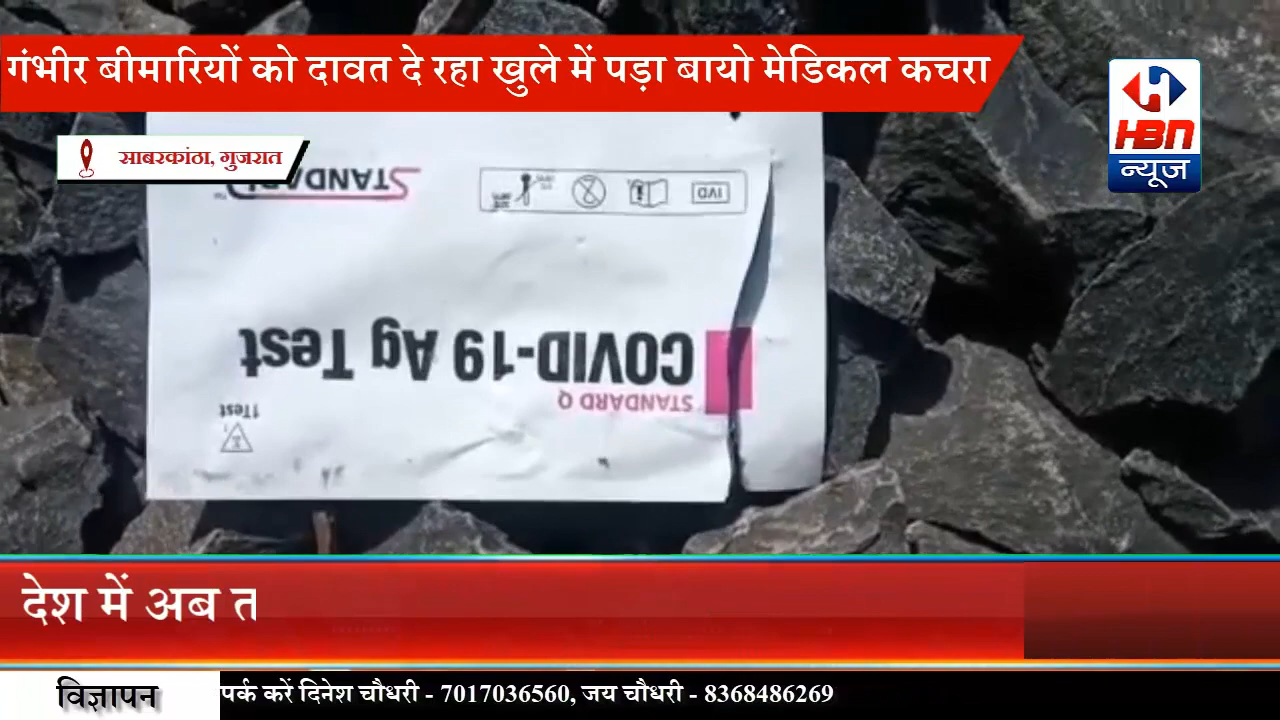 गंभीर बीमारियों को दावत दे रहा खुले में पड़ा बायो मेडिकल कचरा
HBN
न्यूज
साबरकांठा, गुजरात
STANDARD
IVD
COVID-19 Ag Test
STANDARD Q
1Test
देश में अब त
विज्ञापन
पर्क करें दिनेश चौधरी - 7017036560, जय चौधरी - 8368486269